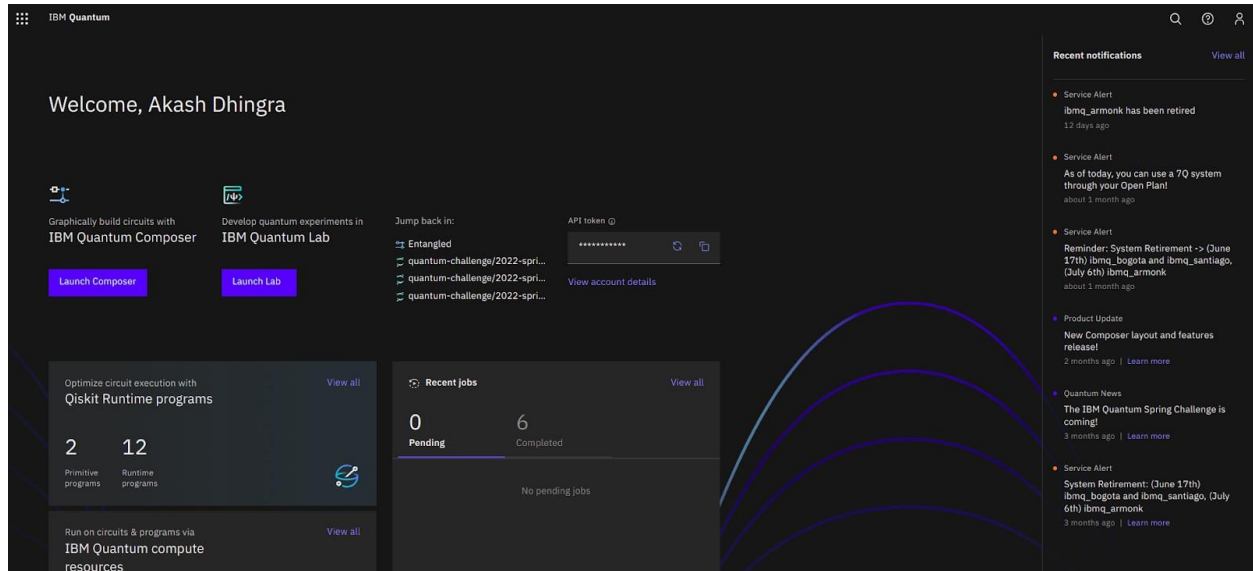 IBM Quantum
Welcome, Akash Dhingra
Graphically build circuits with
IBM Quantum Composer
Launch Composer
Develop quantum experiments in
IBM Quantum Lab
Launch Lab
Jump back in:
Entangled
quantum-challenge/2022-spri...
quantum-challenge/2022-spri...
quantum-challenge/2022-spri...
API token
***********
View account details
Optimize circuit execution with
Qiskit Runtime programs
View all
2
Primitive
programs
12
Runtime
programs
Run on circuits & programs via
IBM Quantum compute
resources
View all
Recent jobs
View all
0
Pending
6
Completed
No pending jobs
Recent notifications
View all
Service Alert
ibmq_armonk has been retired
12 days ago
Service Alert
As of today, you can use a 7Q system
through your Open Plan!
about 1 month ago
Service Alert
Reminder: System Retirement -> (June
17th) ibmq_bogota and ibmq_santiago,
(July 6th) ibmq_armonk
about 1 month ago
Product Update
New Composer layout and features
release!
2 months ago | Learn more
Quantum News
The IBM Quantum Spring Challenge is
coming!
3 months ago | Learn more
Service Alert
System Retirement: (June 17th)
ibmq_bogota and ibmq_santiago, (July
6th) ibmq_armonk
3 months ago | Learn more